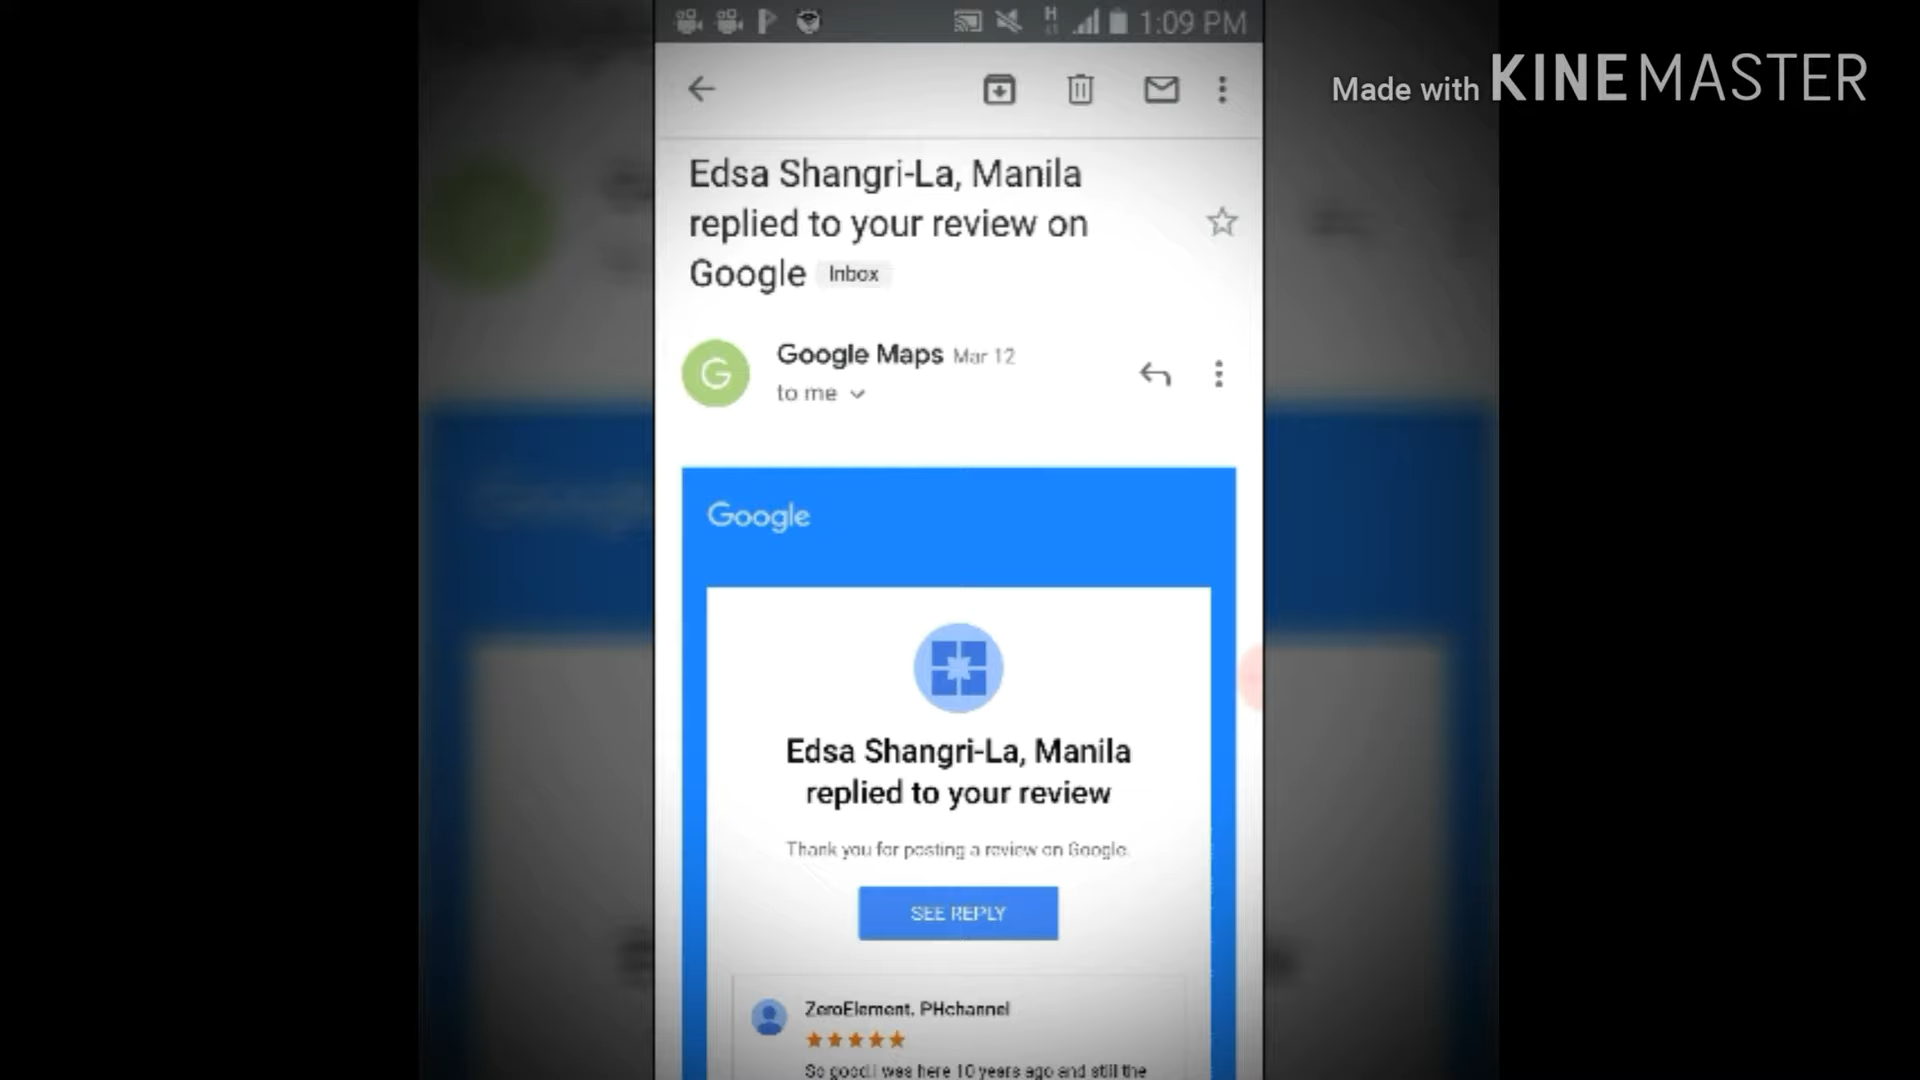 1:09 PM
Made with KINEMASTER
Edsa Shangri-La, Manila
replied to your review on
Google Inbox
G
Google Maps Mar 12
to me
Google
Edsa Shangri-La, Manila
replied to your review
Thank you for posting a review on Google.
SEE REPLY
ZeroElement. PHchannel
So good.i was here 10 years ago and still the